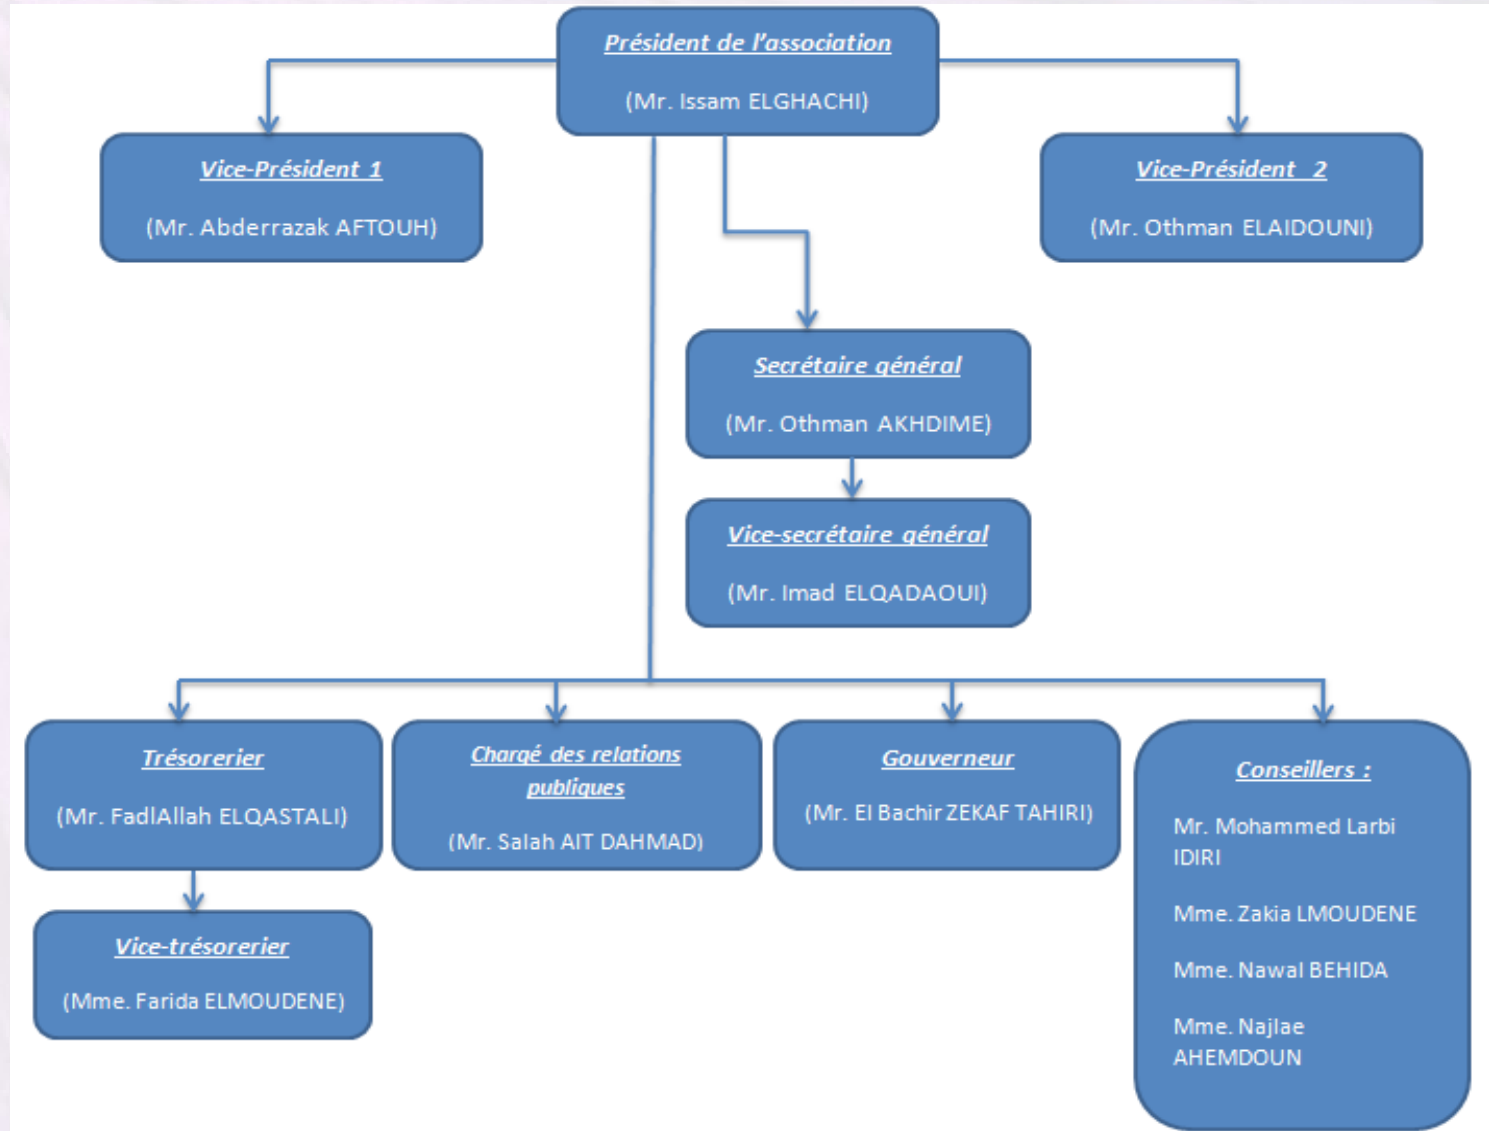 Président de l'association
(Mr. Issam ELGHACHI)
Vice-Président 1
(Mr. Abderrazak AFTOUH)
Vice-Président 2
(Mr. Othman ELAIDOUNI)
Secrétaire général
(Mr. Othman AKHDIME)
Vice-secrétaire général
(Mr. Imad ELQADAOUI)
Trésorerier
(Mr. FadlAllah ELQASTALI)
Chargé des relations
publiques
(Mr. Salah AIT DAHMAD)
Gouverneur
(Mr. El Bachir ZEKAF TAHIRI)
Conseillers :
Mr. Mohammed Larbi
IDIRI
Mme. Zakia LMOUDENE
Mme. Nawal BEHIDA
Mme. Najlae
AHEMDOUN
Vice-trésorerier
(Mme. Farida ELMOUDENE)